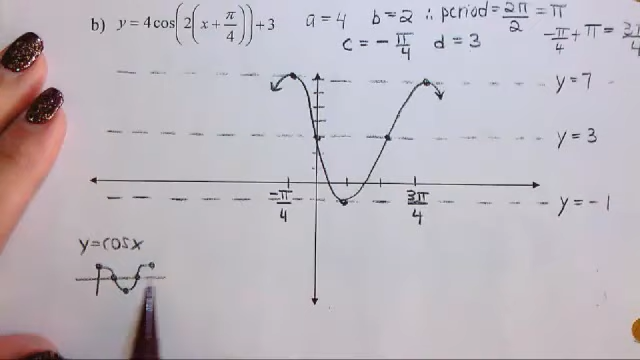 b) y = 4cos(2(x + π/4)) + 3   a = 4   b = 2 ∴ period = 2π/2 = π
c = -π/4   d = 3   -π/4 + π = 3π/4
y = 7
y = 3
-π/4   3π/4   y = -1
y = cos x